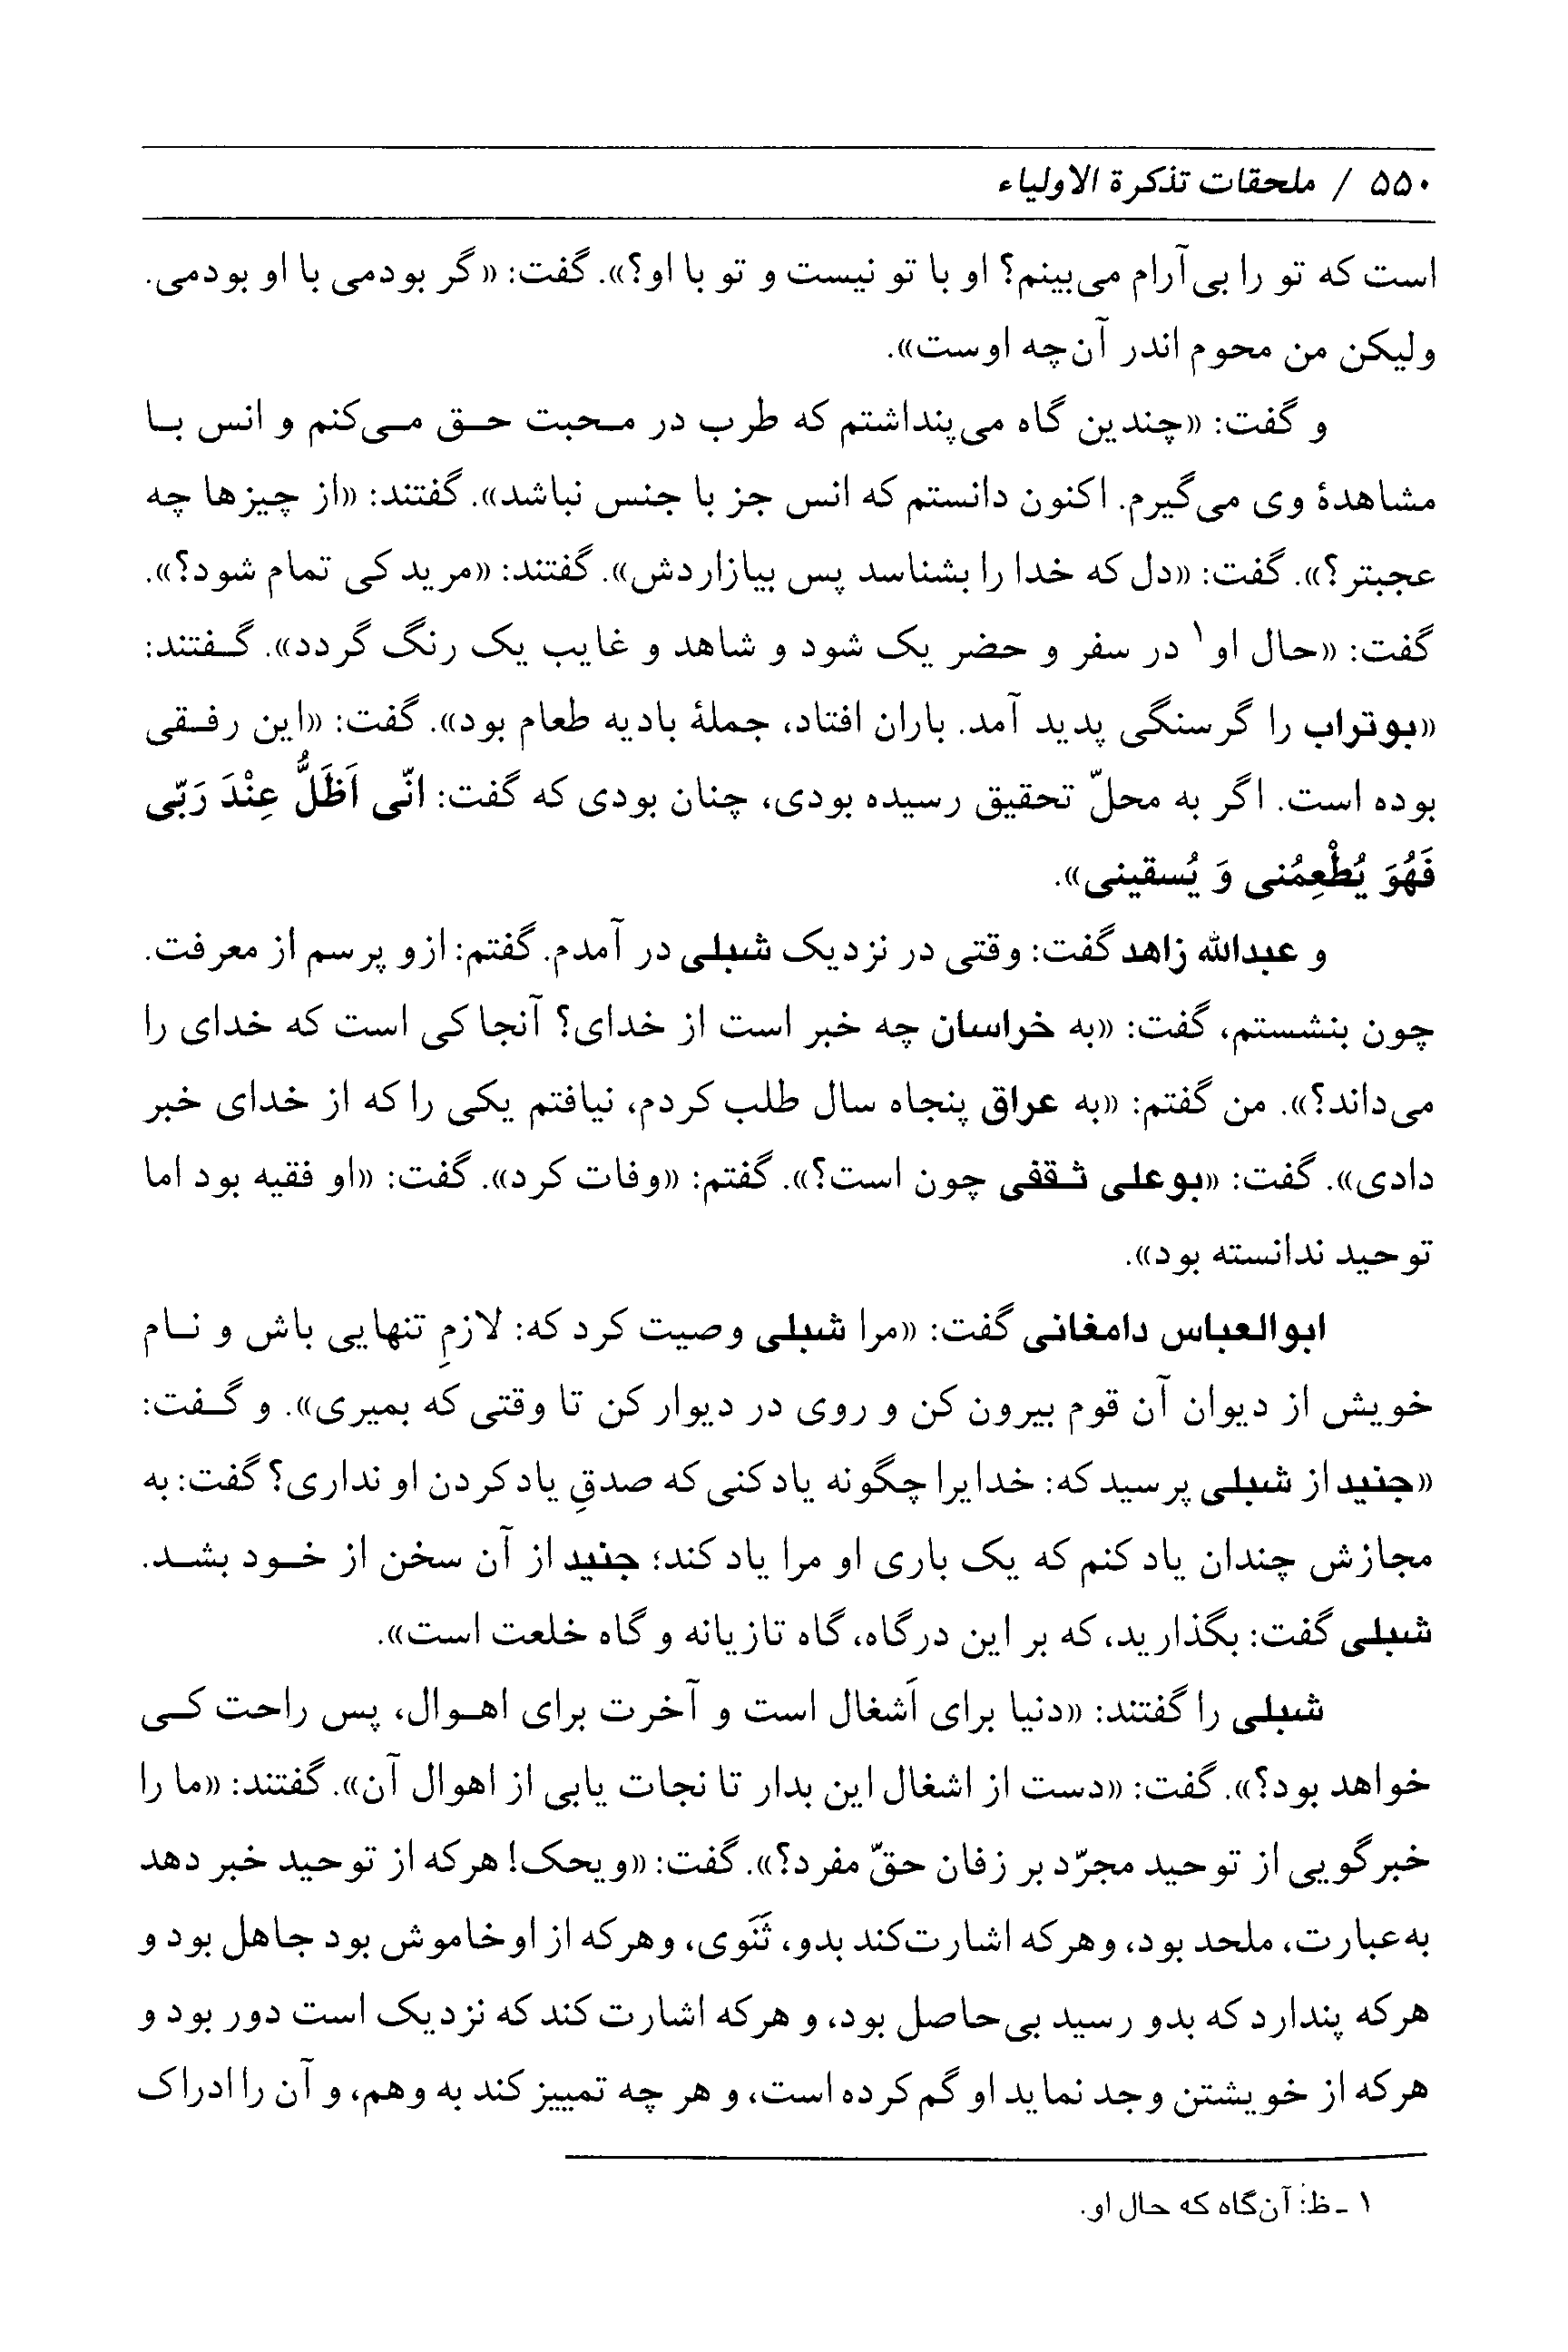 ۵۵۰ / ملحقات تذکرة الاولیاء
است که تو را بی‌آرام می‌بینم؟ او با تو نیست و تو با او؟». گفت: «گر بودمی با او بودمی.
ولیکن من محوم اندر آن‌چه اوست».
و گفت: «چندین گاه می‌پنداشتم که طرب در محبت حق می‌کنم و انس با
مشاهدهٔ وی می‌گیرم. اکنون دانستم که انس جز با جنس نباشد». گفتند: «از چیزها چه
عجبتر؟». گفت: «دل که خدا را بشناسد پس بیازاردش». گفتند: «مرید کی تمام شود؟».
گفت: «حال او۱ در سفر و حضر یک شود و شاهد و غایب یک رنگ گردد». گفتند:
«بوتراب را گرسنگی پدید آمد. باران افتاد، جملهٔ بادیه طعام بود». گفت: «این رفقی
بوده است. اگر به محلّ تحقیق رسیده بودی، چنان بودی که گفت: انّی اَظَلُّ عِنْدَ رَبّی
فَهُوَ یُطْعِمُنی وَ یُسقینی».
و عبدالله زاهد گفت: وقتی در نزدیک شبلی در آمدم. گفتم: ازو پرسم از معرفت.
چون بنشستم، گفت: «به خراسان چه خبر است از خدای؟ آنجا کی است که خدای را
می‌داند؟». من گفتم: «به عراق پنجاه سال طلب کردم، نیافتم یکی را که از خدای خبر
دادی». گفت: «بوعلی ثقفی چون است؟». گفتم: «وفات کرد». گفت: «او فقیه بود اما
توحید ندانسته بود».
ابوالعباس دامغانی گفت: «مرا شبلی وصیت کرد که: لازمِ تنهایی باش و نام
خویش از دیوان آن قوم بیرون کن و روی در دیوار کن تا وقتی که بمیری». و گفت:
«جنید از شبلی پرسید که: خدایرا چگونه یاد کنی که صدقِ یاد کردن او نداری؟ گفت: به
مجازش چندان یاد کنم که یک باری او مرا یاد کند؛ جنید از آن سخن از خود بشد.
شبلی گفت: بگذارید، که بر این درگاه، گاه تازیانه و گاه خلعت است».
شبلی را گفتند: «دنیا برای اَشغال است و آخرت برای اهوال، پس راحت کی
خواهد بود؟». گفت: «دست از اشغال این بدار تا نجات یابی از اهوال آن». گفتند: «ما را
خبرگویی از توحید مجرّد بر زفان حقّ مفرد؟». گفت: «ویحک! هرکه از توحید خبر دهد
به‌عبارت، ملحد بود، و هرکه اشارت‌کند بدو، ثَنَوی، و هرکه از او خاموش بود جاهل بود و
هرکه پندارد که بدو رسید بی‌حاصل بود، و هرکه اشارت کند که نزدیک است دور بود و
هرکه از خویشتن وجد نماید او گم کرده است، و هر چه تمییز کند به وهم، و آن را ادراک
۱ - ظ: آن‌گاه که حال او.